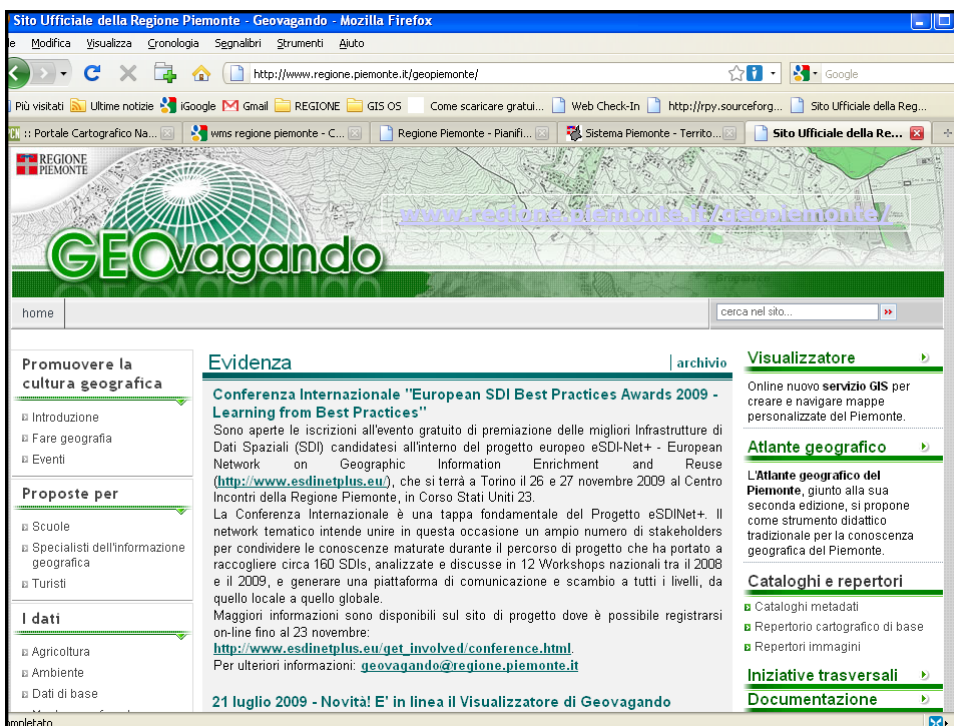 Sito Ufficiale della Regione Piemonte - Geovagando - Mozilla Firefox
Modifica Visualizza Cronologia Segnalibri Strumenti Aiuto
http://www.regione.piemonte.it/geopiemonte/
Google
Più visitati Ultime notizie iGoogle Gmail REGIONE GIS OS Come scaricare gratui... Web Check-In http://rpy.sourceforg... Sito Ufficiale della Reg...
:: Portale Cartografico Na... wms regione piemonte - C... Regione Piemonte - Pianifi... Sistema Piemonte - Territo... Sito Ufficiale della Re...
REGIONE
PIEMONTE
www.regione.piemonte.it/geopiemonte/
GEOvagando
home
cerca nel sito...
Promuovere la
cultura geografica
Introduzione
Fare geografia
Eventi
Proposte per
Scuole
Specialisti dell'informazione
geografica
Turisti
I dati
Agricoltura
Ambiente
Dati di base
Evidenza
| archivio
Conferenza Internazionale "European SDI Best Practices Awards 2009 -
Learning from Best Practices"
Sono aperte le iscrizioni all'evento gratuito di premiazione delle migliori Infrastrutture di
Dati Spaziali (SDI) candidatesi all'interno del progetto europeo eSDI-Net+ - European
Network on Geographic Information Enrichment and Reuse
(http://www.esdinetplus.eu/), che si terrà a Torino il 26 e 27 novembre 2009 al Centro
Incontri della Regione Piemonte, in Corso Stati Uniti 23.
La Conferenza Internazionale è una tappa fondamentale del Progetto eSDINet+. Il
network tematico intende unire in questa occasione un ampio numero di stakeholders
per condividere le conoscenze maturate durante il percorso di progetto che ha portato a
raccogliere circa 160 SDIs, analizzate e discusse in 12 Workshops nazionali tra il 2008
e il 2009, e generare una piattaforma di comunicazione e scambio a tutti i livelli, da
quello locale a quello globale.
Maggiori informazioni sono disponibili sul sito di progetto dove è possibile registrarsi
on-line fino al 23 novembre:
http://www.esdinetplus.eu/get_involved/conference.html.
Per ulteriori informazioni: geovagando@regione.piemonte.it
21 luglio 2009 - Novità! E' in linea il Visualizzatore di Geovagando
Visualizzatore
Online nuovo servizio GIS per
creare e navigare mappe
personalizzate del Piemonte.
Atlante geografico
L'Atlante geografico del
Piemonte, giunto alla sua
seconda edizione, si propone
come strumento didattico
tradizionale per la conoscenza
geografica del Piemonte.
Cataloghi e repertori
Cataloghi metadati
Repertorio cartografico di base
Repertori immagini
Iniziative trasversali
Documentazione